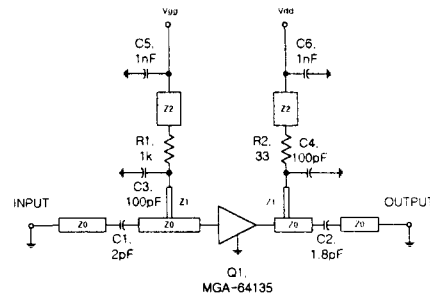 Vgg
Vdd
C5.
1nF
C6.
1nF
Z2
Z2
R1.
1k
R2.
33
C4.
100pF
C3.
100pF
Z1
Z1
INPUT
OUTPUT
Z0
Z0
Z0
Z0
C1.
2pF
C2.
1.8pF
Q1.
MGA-64135